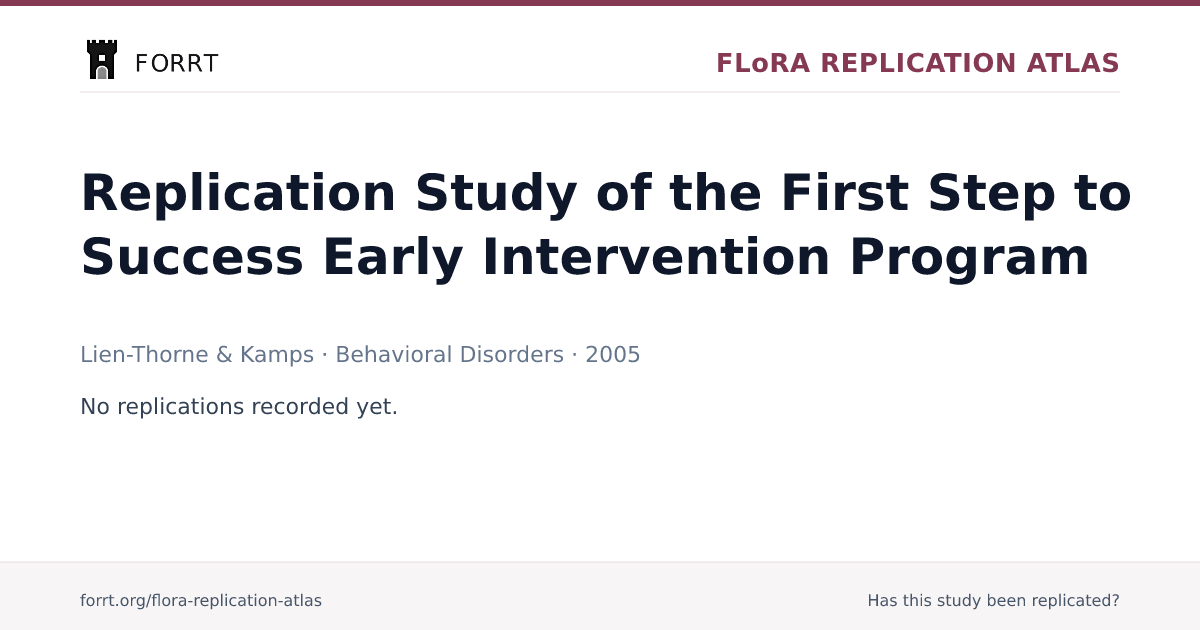 FORRT
FLoRA REPLICATION ATLAS
Replication Study of the First Step to
Success Early Intervention Program
Lien-Thorne & Kamps · Behavioral Disorders · 2005
No replications recorded yet.
forrt.org/flora-replication-atlas
Has this study been replicated?